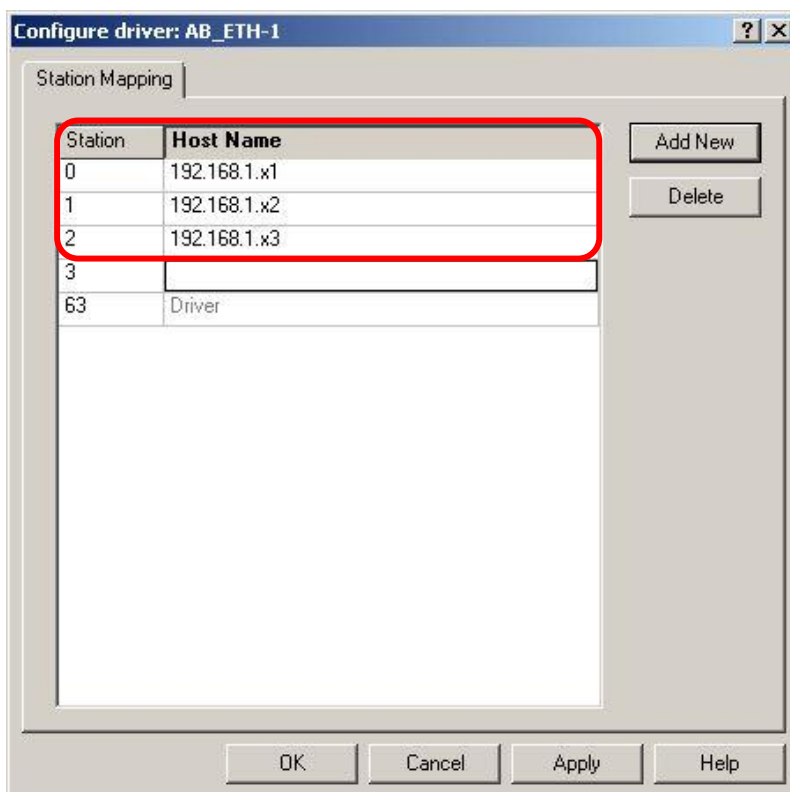 Configure driver: AB_ETH-1 ? X
Station Mapping
Station Host Name
0 192.168.1.x1
1 192.168.1.x2
2 192.168.1.x3
3
63 Driver
Add New
Delete
OK Cancel Apply Help